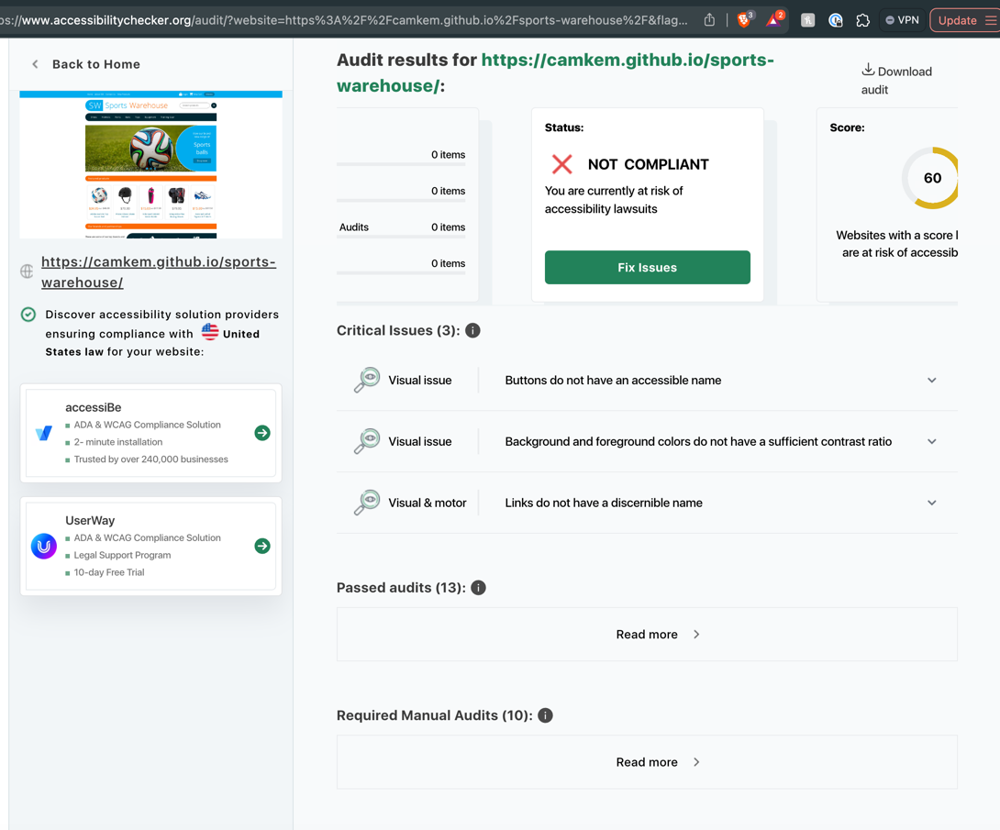 ps://www.accessibilitychecker.org/audit/?website=https%3A%2F%2Fcamkem.github.io%2Fsports-warehouse%2F&flag...
3
2
VPN
Update
Back to Home
SW Sports Warehouse
Sports
balls
https://camkem.github.io/sports-
warehouse/
Discover accessibility solution providers
ensuring compliance with United
States law for your website:
accessiBe
ADA & WCAG Compliance Solution
2- minute installation
Trusted by over 240,000 businesses
UserWay
ADA & WCAG Compliance Solution
Legal Support Program
10-day Free Trial
Audit results for https://camkem.github.io/sports-
warehouse/:
Download
audit
0 items
0 items
Audits 0 items
0 items
Status:
NOT COMPLIANT
You are currently at risk of
accessibility lawsuits
Fix Issues
Score:
60
Websites with a score l
are at risk of accessib
Critical Issues (3): i
Visual issue Buttons do not have an accessible name
Visual issue Background and foreground colors do not have a sufficient contrast ratio
Visual & motor Links do not have a discernible name
Passed audits (13): i
Read more
Required Manual Audits (10): i
Read more